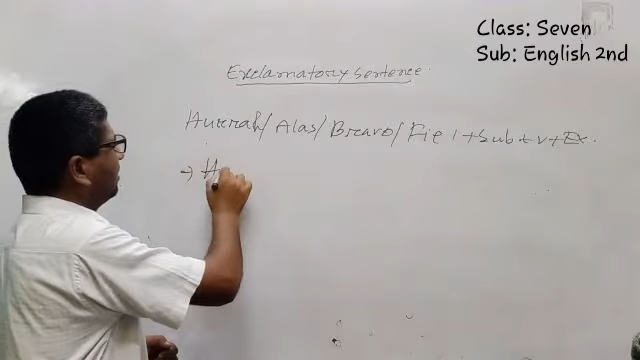 Class: Seven
Sub: English 2nd
Exclamatory Sentence.
Hurrah/Alas/Bravo/Fie ! + Sub + v + Ex.
→ H